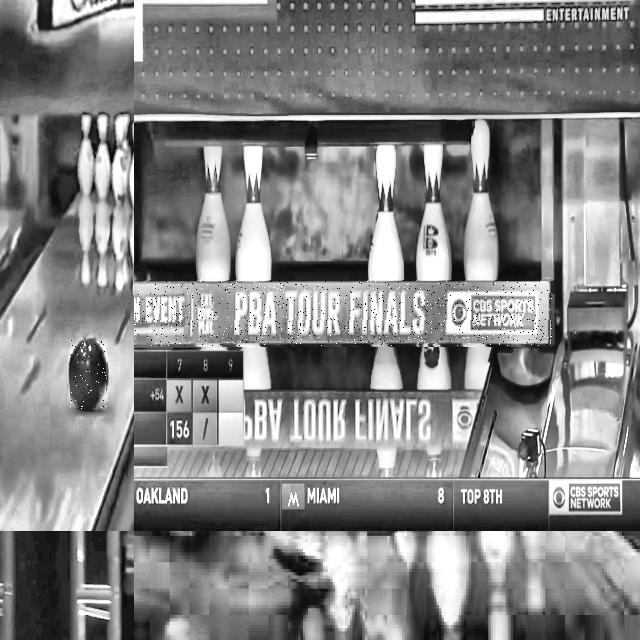 ENTERTAINMENT
EVENT | PBA TOUR FINALS CBS SPORTS NETWORK
7 8 9
+54 X X
156 /
PBA TOUR FINALS
OAKLAND 1 MIAMI 8 TOP 8TH CBS SPORTS NETWORK